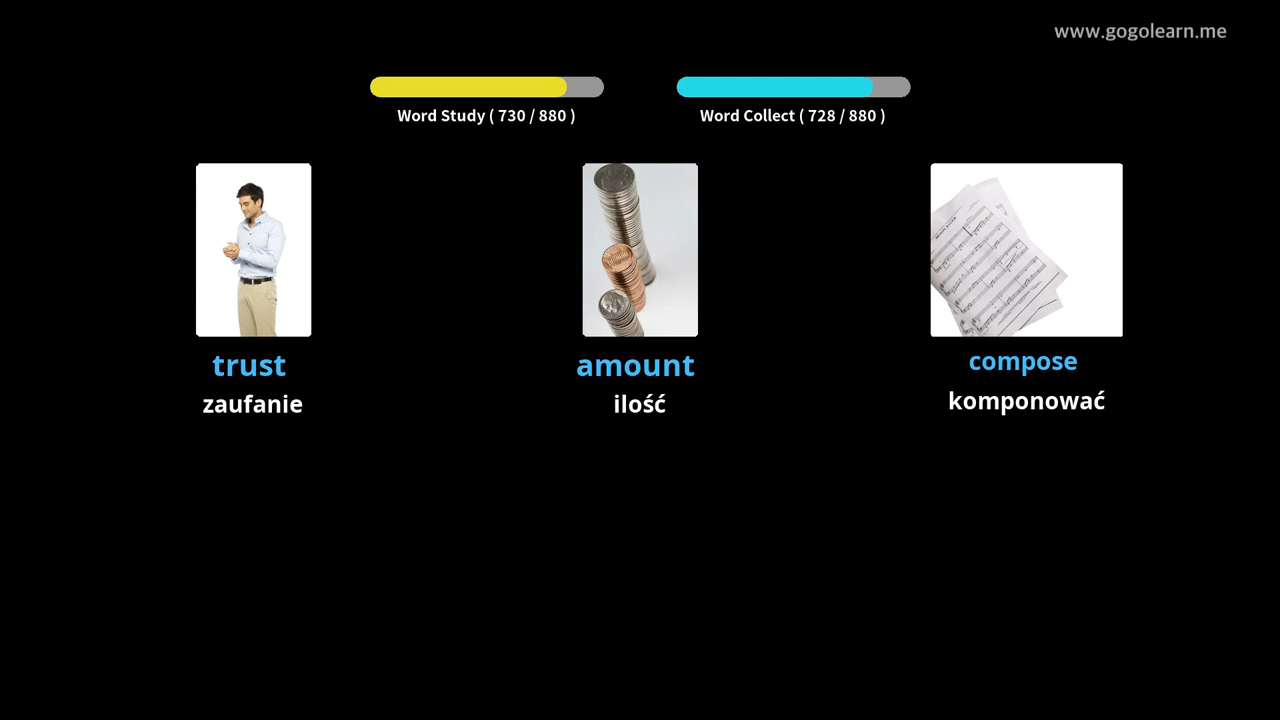 www.gogolearn.me
Word Study ( 730 / 880 )
Word Collect ( 728 / 880 )
trust
amount
compose
zaufanie
ilość
komponować